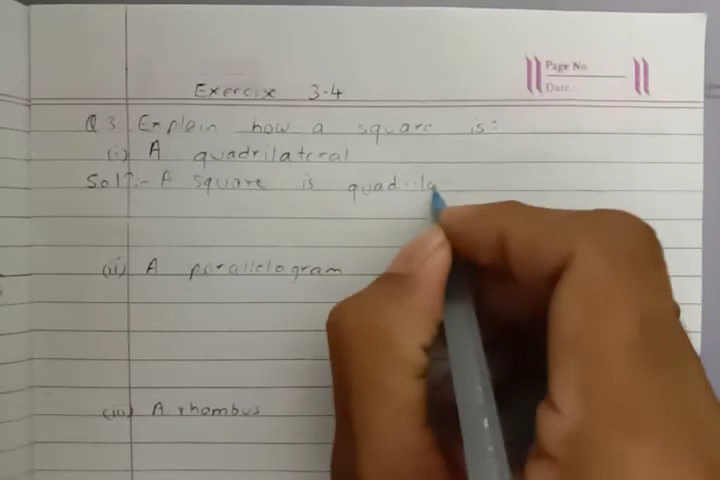 Page No.
Date
Exercise 3.4
Q3. Explain how a square is:
(i) A quadrilateral
Solⁿ:- A square is quadrila
(ii) A parallelogram
(iii) A rhombus